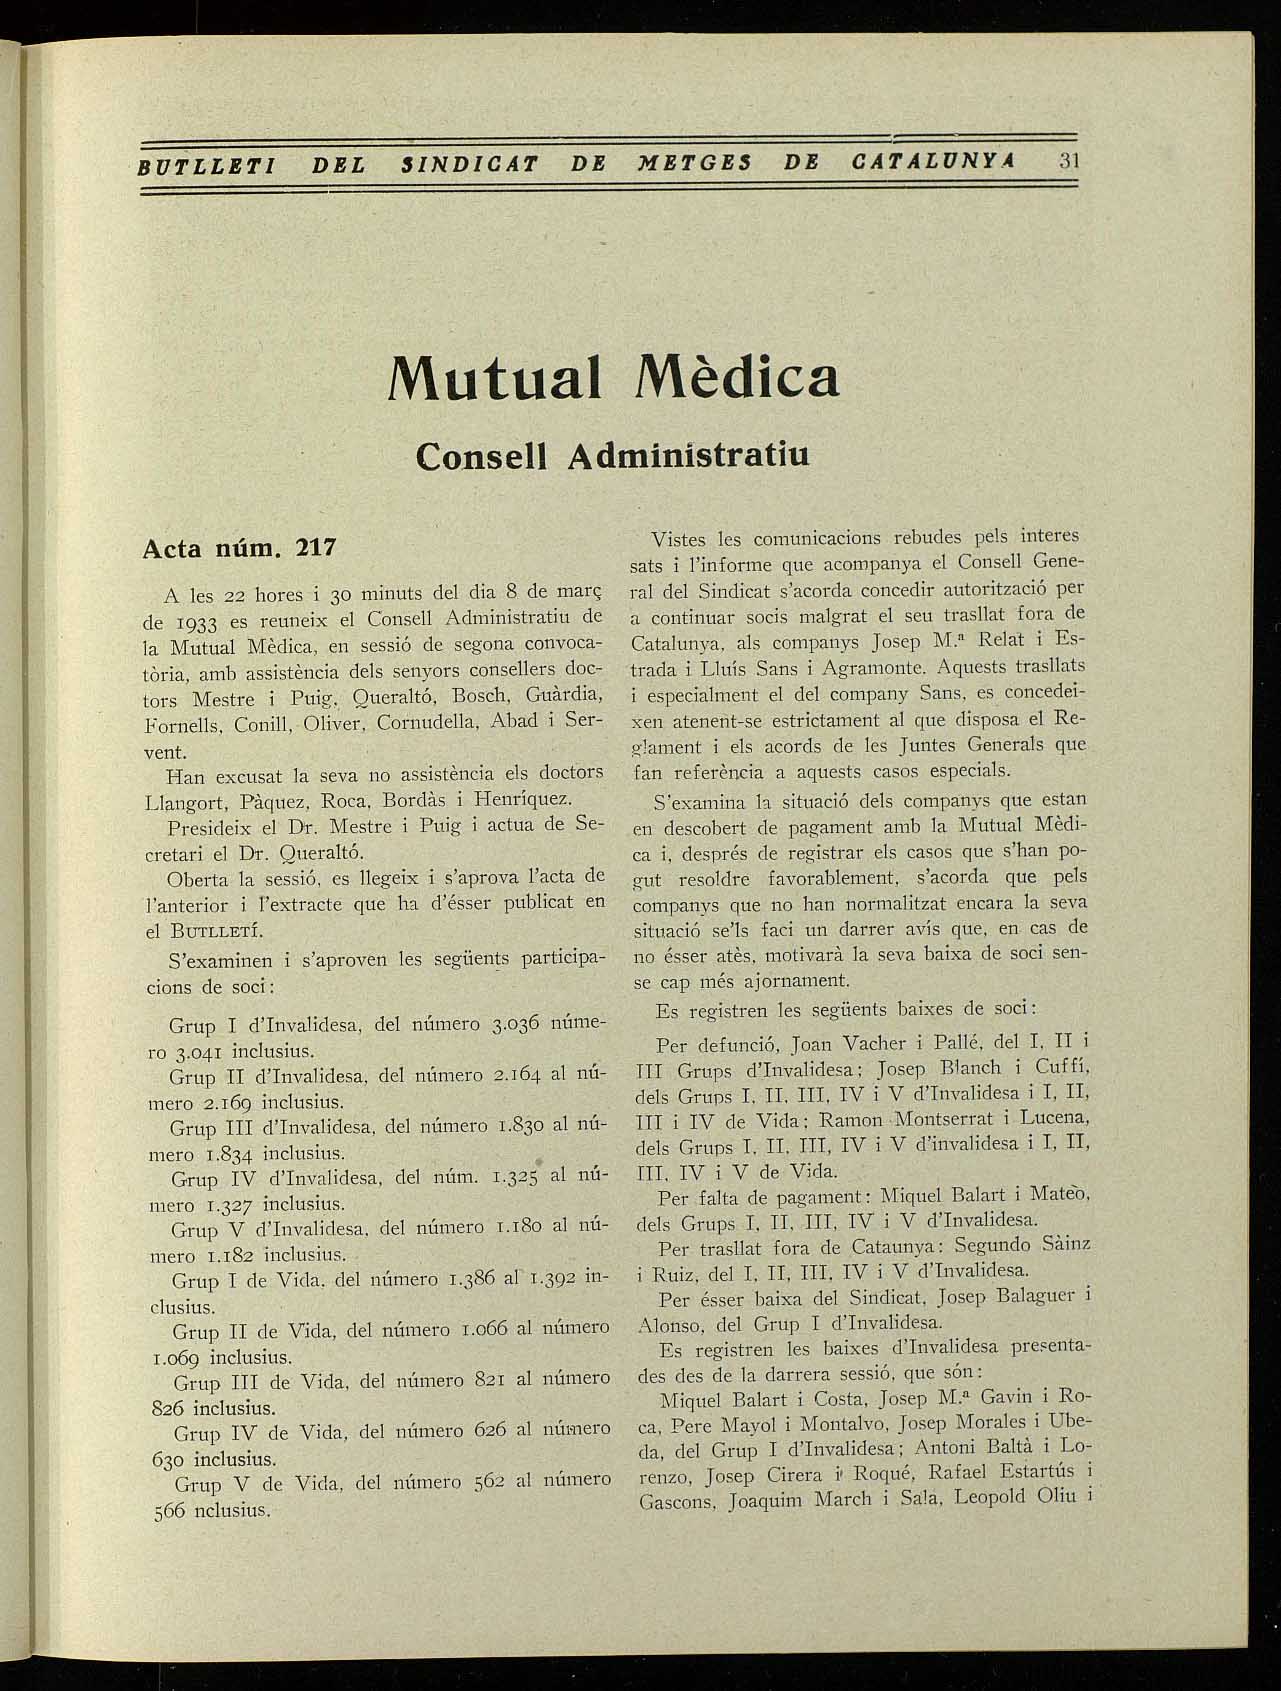 BUTLLETI DEL SINDICAT DE METGES DE CATALUNYA 31
Mutual Mèdica
Consell Administratiu
Acta núm. 217
A les 22 hores i 30 minuts del dia 8 de març
de 1933 es reuneix el Consell Administratiu de
la Mutual Mèdica, en sessió de segona convoca-
tòria, amb assistència dels senyors consellers doc-
tors Mestre i Puig, Queraltó, Bosch, Guàrdia,
Fornells, Conill, Oliver, Cornudella, Abad i Ser-
vent.
Han excusat la seva no assistència els doctors
Llangort, Pàquez, Roca, Bordàs i Henríquez.
Presideix el Dr. Mestre i Puig i actua de Se-
cretari el Dr. Queraltó.
Oberta la sessió, es llegeix i s'aprova l'acta de
l'anterior i l'extracte que ha d'ésser publicat en
el BUTLLETÍ.
S'examinen i s'aproven les següents participa-
cions de soci:
Grup I d'Invalidesa, del número 3.036 núme-
ro 3.041 inclusius.
Grup II d'Invalidesa, del número 2.164 al nú-
mero 2.169 inclusius.
Grup III d'Invalidesa, del número 1.830 al nú-
mero 1.834 inclusius.
Grup IV d'Invalidesa, del núm. 1.325 al nú-
mero 1.327 inclusius.
Grup V d'Invalidesa, del número 1.180 al nú-
mero 1.182 inclusius.
Grup I de Vida, del número 1.386 al 1.392 in-
clusius.
Grup II de Vida, del número 1.066 al número
1.069 inclusius.
Grup III de Vida, del número 821 al número
826 inclusius.
Grup IV de Vida, del número 626 al número
630 inclusius.
Grup V de Vida, del número 562 al número
566 nclusius.
Vistes les comunicacions rebudes pels interes
sats i l'informe que acompanya el Consell Gene-
ral del Sindicat s'acorda concedir autorització per
a continuar socis malgrat el seu trasllat fora de
Catalunya, als companys Josep M.ª Relat i Es-
trada i Lluís Sans i Agramonte. Aquests trasllats
i especialment el del company Sans, es concedei-
xen atenent-se estrictament al que disposa el Re-
glament i els acords de les Juntes Generals que
fan referència a aquests casos especials.
S'examina la situació dels companys que estan
en descobert de pagament amb la Mutual Mèdi-
ca i, després de registrar els casos que s'han po-
gut resoldre favorablement, s'acorda que pels
companys que no han normalitzat encara la seva
situació se'ls faci un darrer avís que, en cas de
no ésser atès, motivarà la seva baixa de soci sen-
se cap més ajornament.
Es registren les següents baixes de soci:
Per defunció, Joan Vacher i Pallé, del I, II i
III Grups d'Invalidesa; Josep Blanch i Cuffí,
dels Grups I, II, III, IV i V d'Invalidesa i I, II,
III i IV de Vida; Ramon Montserrat i Lucena,
dels Grups I, II, III, IV i V d'invalidesa i I, II,
III, IV i V de Vida.
Per falta de pagament: Miquel Balart i Mateo,
dels Grups I, II, III, IV i V d'Invalidesa.
Per trasllat fora de Cataunya: Segundo Sàinz
i Ruiz, del I, II, III, IV i V d'Invalidesa.
Per ésser baixa del Sindicat, Josep Balaguer i
Alonso, del Grup I d'Invalidesa.
Es registren les baixes d'Invalidesa presenta-
des des de la darrera sessió, que són:
Miquel Balart i Costa, Josep M.ª Gavin i Ro-
ca, Pere Mayol i Montalvo, Josep Morales i Ube-
da, del Grup I d'Invalidesa; Antoni Baltà i Lo-
renzo, Josep Cirera i Roqué, Rafael Estartús i
Gascons, Joaquim March i Sala, Leopold Oliu i